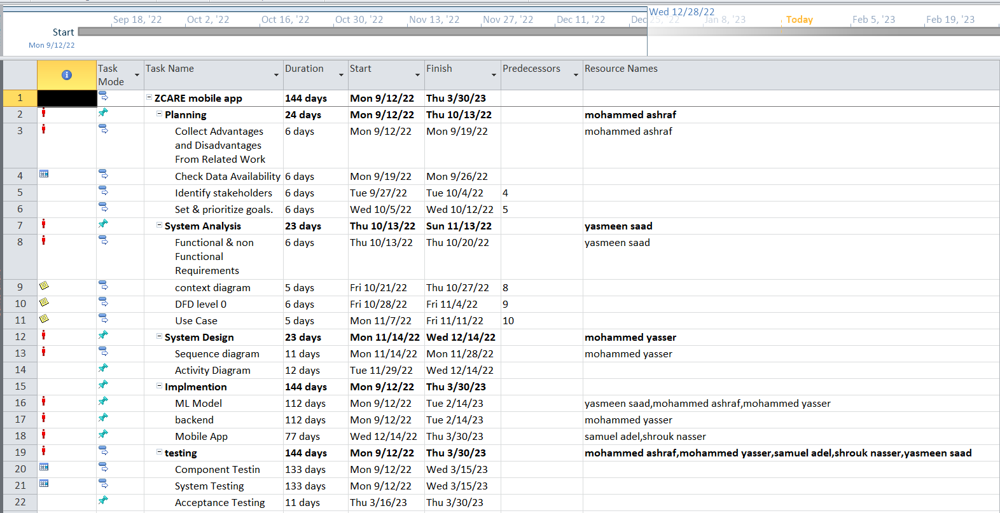 Wed 12/28/22
Sep 18, '22 Oct 2, '22 Oct 16, '22 Oct 30, '22 Nov 13, '22 Nov 27, '22 Dec 11, '22 Dec 25, '22 Jan 8, '23 Today Feb 5, '23 Feb 19, '23
Start
Mon 9/12/22
Task Mode Task Name Duration Start Finish Predecessors Resource Names
1 ZCARE mobile app 144 days Mon 9/12/22 Thu 3/30/23
2 Planning 24 days Mon 9/12/22 Thu 10/13/22 mohammed ashraf
3 Collect Advantages 6 days Mon 9/12/22 Mon 9/19/22 mohammed ashraf
and Disadvantages
From Related Work
4 Check Data Availability 6 days Mon 9/19/22 Mon 9/26/22
5 Identify stakeholders 6 days Tue 9/27/22 Tue 10/4/22 4
6 Set & prioritize goals. 6 days Wed 10/5/22 Wed 10/12/22 5
7 System Analysis 23 days Thu 10/13/22 Sun 11/13/22 yasmeen saad
8 Functional & non 6 days Thu 10/13/22 Thu 10/20/22 yasmeen saad
Functional
Requirements
9 context diagram 5 days Fri 10/21/22 Thu 10/27/22 8
10 DFD level 0 6 days Fri 10/28/22 Fri 11/4/22 9
11 Use Case 5 days Mon 11/7/22 Fri 11/11/22 10
12 System Design 23 days Mon 11/14/22 Wed 12/14/22 mohammed yasser
13 Sequence diagram 11 days Mon 11/14/22 Mon 11/28/22 mohammed yasser
14 Activity Diagram 12 days Tue 11/29/22 Wed 12/14/22
15 Implmention 144 days Mon 9/12/22 Thu 3/30/23
16 ML Model 112 days Mon 9/12/22 Tue 2/14/23 yasmeen saad,mohammed ashraf,mohammed yasser
17 backend 112 days Mon 9/12/22 Tue 2/14/23 mohammed yasser
18 Mobile App 77 days Wed 12/14/22 Thu 3/30/23 samuel adel,shrouk nasser
19 testing 144 days Mon 9/12/22 Thu 3/30/23 mohammed ashraf,mohammed yasser,samuel adel,shrouk nasser,yasmeen saad
20 Component Testin 133 days Mon 9/12/22 Wed 3/15/23
21 System Testing 133 days Mon 9/12/22 Wed 3/15/23
22 Acceptance Testing 11 days Thu 3/16/23 Thu 3/30/23